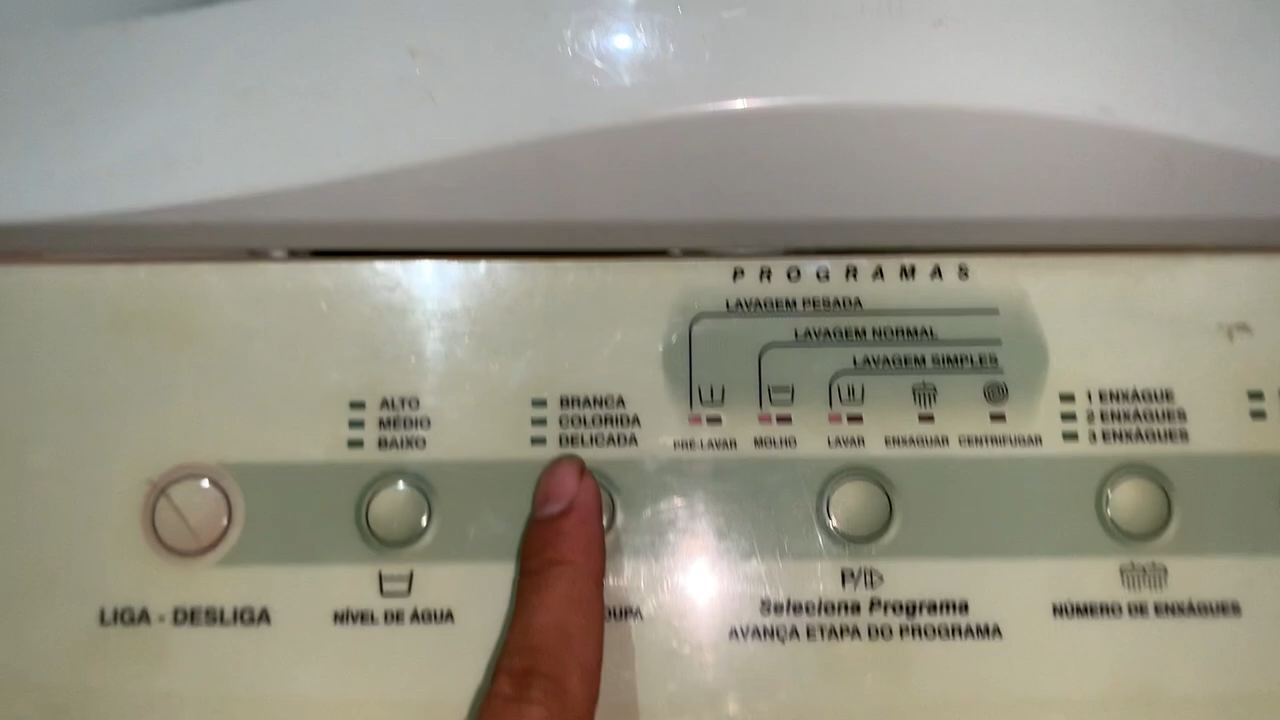 PROGRAMAS
LAVAGEM PESADA
LAVAGEM NORMAL
LAVAGEM SIMPLES
ALTO
MÉDIO
BAIXO
BRANCA
COLORIDA
DELICADA
PRÉ-LAVAR MOLHO LAVAR ENXAGUAR CENTRIFUGAR
1 ENXÁGUE
2 ENXÁGUES
3 ENXÁGUES
LIGA - DESLIGA
NÍVEL DE ÁGUA
P/
Seleciona Programa
AVANÇA ETAPA DO PROGRAMA
NÚMERO DE ENXÁGUES